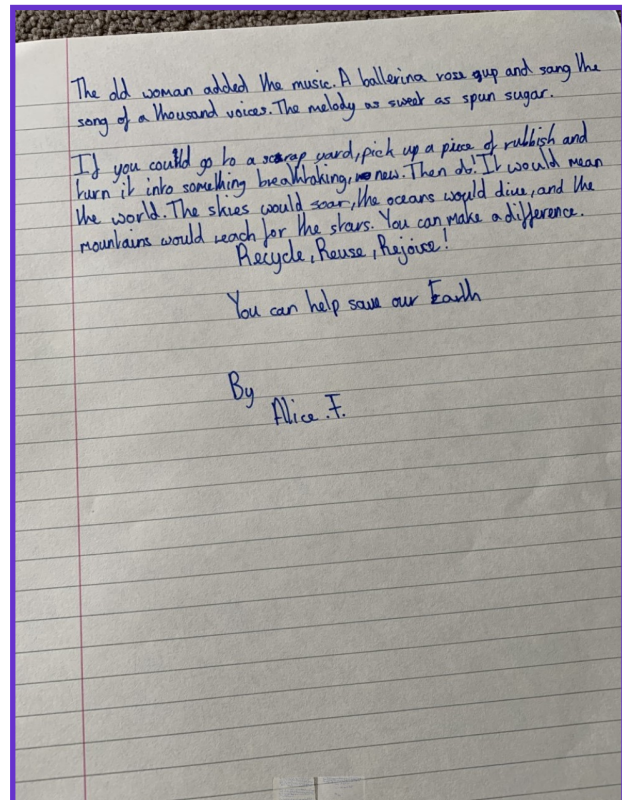 The old woman added the music. A ballerina rose up and sang the
song of a thousand voices. The melody as sweet as spun sugar.
If you could go to a scrap yard, pick up a piece of rubbish and
turn it into something breathtaking, new. Then do! It would mean
the world. The skies would soar, the oceans would dive, and the
mountains would reach for the stars. You can make a difference.
Recycle, Reuse, Rejoice!
You can help save our Earth
By
Alice .F.